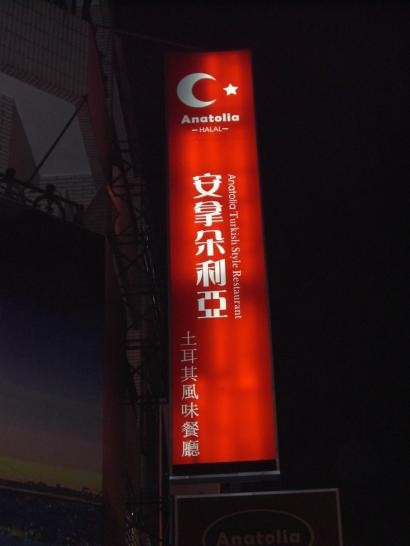 Anatolia
-HALAL-
安拿朵利亞
Anatolia Turkish Style Restaurant
土耳其風味餐廳
Anatolia